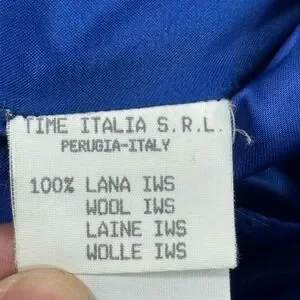 TIME ITALIA S.R.L.
PERUGIA-ITALY
100% LANA IWS
WOOL IWS
LAINE IWS
WOLLE IWS